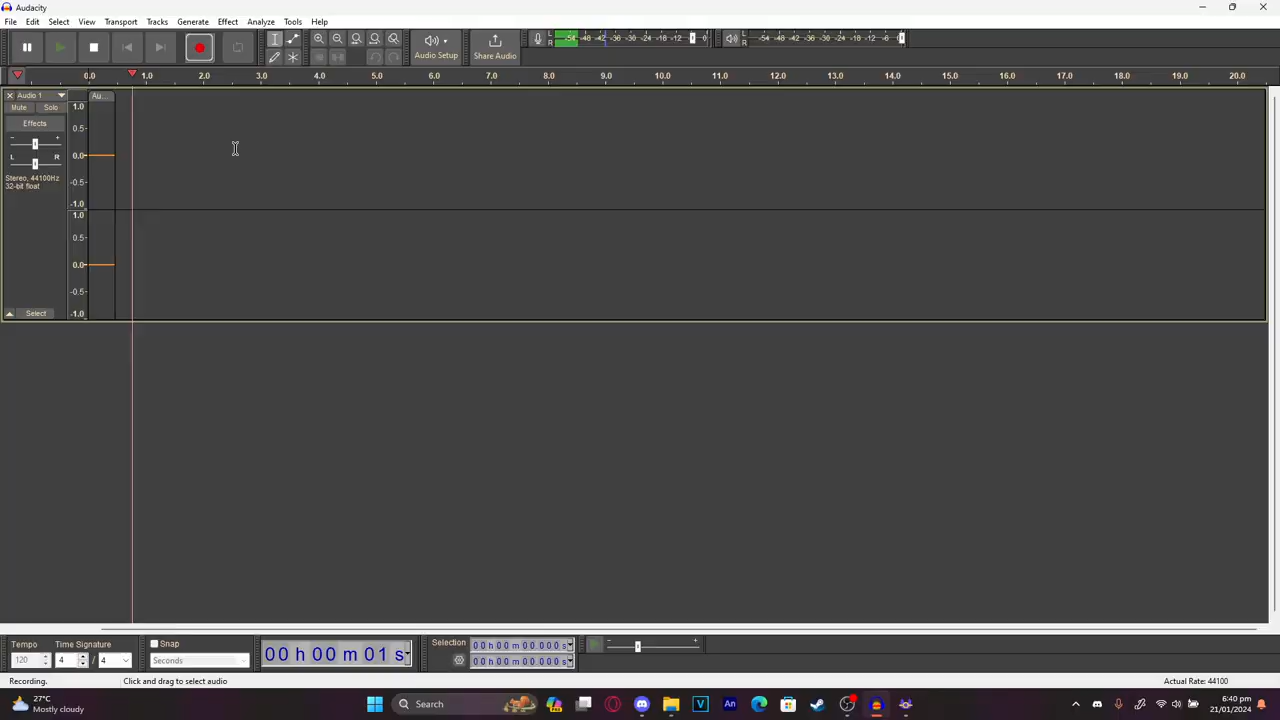 Audacity
File Edit Select View Transport Tracks Generate Effect Analyze Tools Help
Audio Setup
Share Audio
L
R
-54 -48 -42 -36 -30 -24 -18 -12 0
L
R
-54 -48 -42 -36 -30 -24 -18 -12 -6 0
0.0 1.0 2.0 3.0 4.0 5.0 6.0 7.0 8.0 9.0 10.0 11.0 12.0 13.0 14.0 15.0 16.0 17.0 18.0 19.0 20.0
Audio 1
Au...
Mute Solo
Effects
- +
L R
Stereo, 44100Hz
32-bit float
Select
1.0
0.5
0.0
-0.5
-1.0
1.0
0.5
0.0
-0.5
-1.0
Tempo
120
Time Signature
4 / 4
Snap
Seconds
00 h 00 m 01 s
Selection
00 h 00 m 00.000 s
00 h 00 m 00.000 s
- +
Recording.
Click and drag to select audio
Actual Rate: 44100
27°C
Mostly cloudy
Search
V
An
6:40 pm
21/01/2024